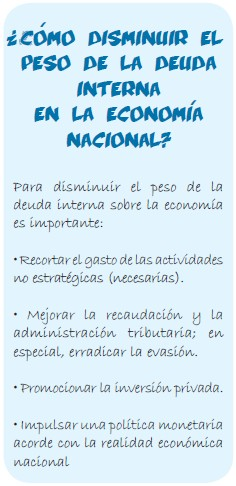 ¿CÓMO DISMINUIR EL
PESO DE LA DEUDA
INTERNA
EN LA ECONOMÍA
NACIONAL?
Para disminuir el peso de la
deuda interna sobre la economía
es importante:
• Recortar el gasto de las actividades
no estratégicas (necesarias).
• Mejorar la recaudación y la
administración tributaria; en
especial, erradicar la evasión.
• Promocionar la inversión privada.
• Impulsar una política monetaria
acorde con la realidad económica
nacional